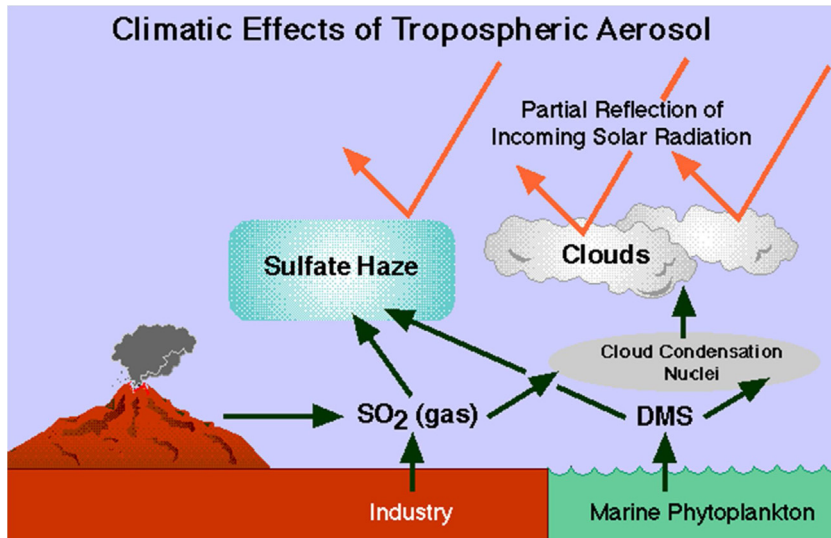 Climatic Effects of Tropospheric Aerosol
Partial Reflection of
Incoming Solar Radiation
Sulfate Haze
Clouds
Cloud Condensation
Nuclei
SO₂ (gas)
DMS
Industry
Marine Phytoplankton